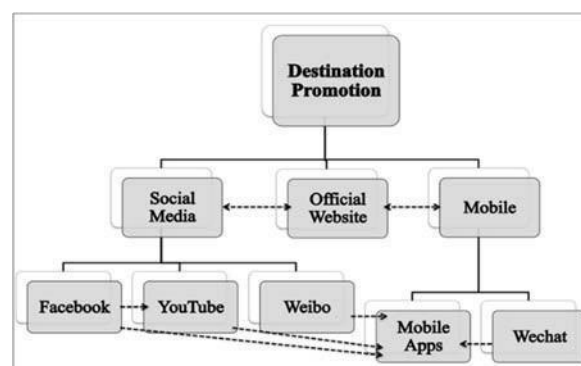 Destination
Promotion
Social
Media
Official
Website
Mobile
Facebook
YouTube
Weibo
Mobile
Apps
Wechat